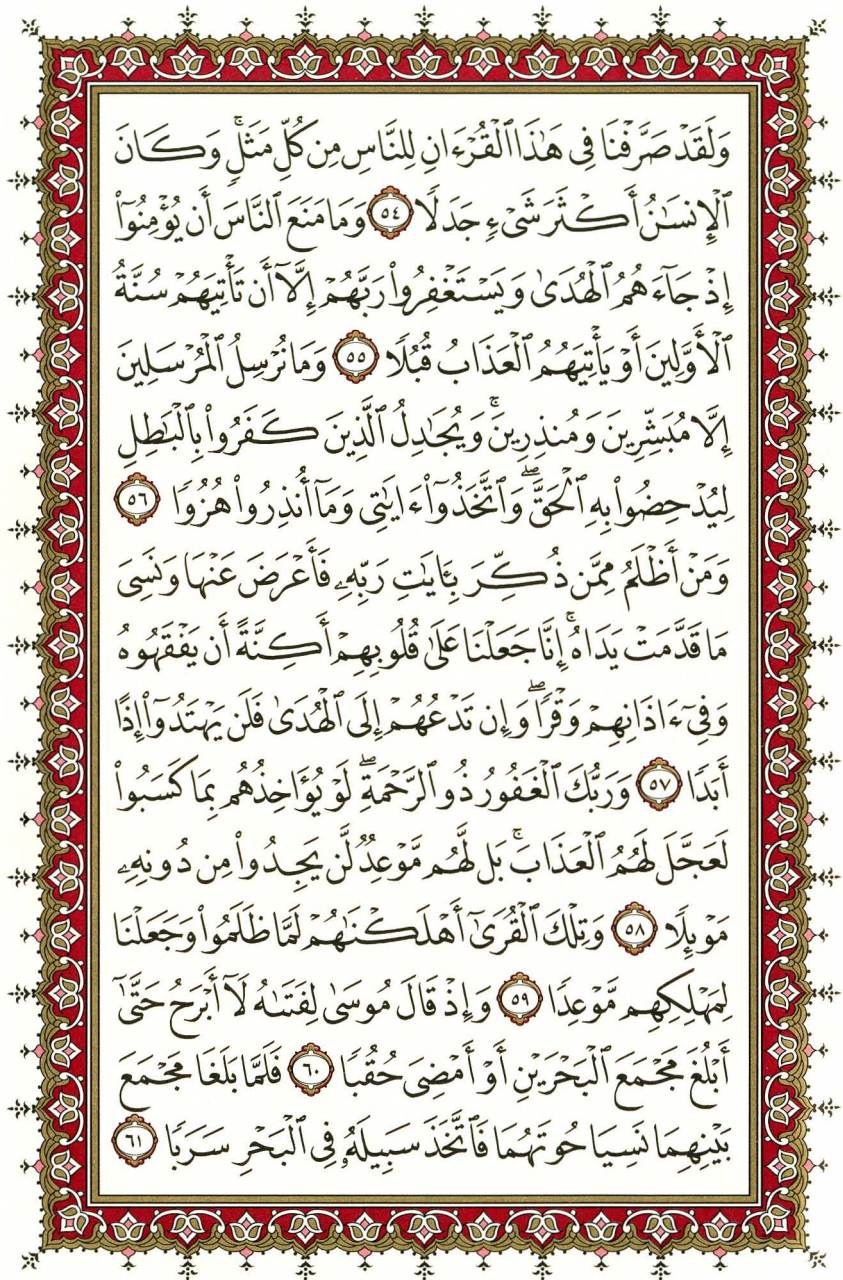 وَلَقَدْ صَرَّفْنَا فِى هَٰذَا ٱلْقُرْءَانِ لِلنَّاسِ مِن كُلِّ مَثَلٍۚ وَكَانَ
ٱلْإِنسَٰنُ أَكْثَرَ شَىْءٍ جَدَلًا ٥٤ وَمَا مَنَعَ ٱلنَّاسَ أَن يُؤْمِنُوٓا۟
إِذْ جَآءَهُمُ ٱلْهُدَىٰ وَيَسْتَغْفِرُوا۟ رَبَّهُمْ إِلَّآ أَن تَأْتِيَهُمْ سُنَّةُ
ٱلْأَوَّلِينَ أَوْ يَأْتِيَهُمُ ٱلْعَذَابُ قُبُلًا ٥٥ وَمَا نُرْسِلُ ٱلْمُرْسَلِينَ
إِلَّا مُبَشِّرِينَ وَمُنذِرِينَۚ وَيُجَٰدِلُ ٱلَّذِينَ كَفَرُوا۟ بِٱلْبَٰطِلِ
لِيُدْحِضُوا۟ بِهِ ٱلْحَقَّۖ وَٱتَّخَذُوٓا۟ ءَايَٰتِى وَمَآ أُنذِرُوا۟ هُزُوًا ٥٦
وَمَنْ أَظْلَمُ مِمَّن ذُكِّرَ بِـَٔايَٰتِ رَبِّهِۦ فَأَعْرَضَ عَنْهَا وَنَسِىَ
مَا قَدَّمَتْ يَدَاهُۚ إِنَّا جَعَلْنَا عَلَىٰ قُلُوبِهِمْ أَكِنَّةً أَن يَفْقَهُوهُ
وَفِىٓ ءَاذَانِهِمْ وَقْرًاۖ وَإِن تَدْعُهُمْ إِلَى ٱلْهُدَىٰ فَلَن يَهْتَدُوٓا۟ إِذًا
أَبَدًا ٥٧ وَرَبُّكَ ٱلْغَفُورُ ذُو ٱلرَّحْمَةِۖ لَوْ يُؤَاخِذُهُم بِمَا كَسَبُوا۟
لَعَجَّلَ لَهُمُ ٱلْعَذَابَۚ بَل لَّهُم مَّوْعِدٌ لَّن يَجِدُوا۟ مِن دُونِهِۦ
مَوْئِلًا ٥٨ وَتِلْكَ ٱلْقُرَىٰٓ أَهْلَكْنَٰهُمْ لَمَّا ظَلَمُوا۟ وَجَعَلْنَا
لِمَهْلِكِهِم مَّوْعِدًا ٥٩ وَإِذْ قَالَ مُوسَىٰ لِفَتَىٰهُ لَآ أَبْرَحُ حَتَّىٰٓ
أَبْلُغَ مَجْمَعَ ٱلْبَحْرَيْنِ أَوْ أَمْضِىَ حُقُبًا ٦٠ فَلَمَّا بَلَغَا مَجْمَعَ
بَيْنِهِمَا نَسِيَا حُوتَهُمَا فَٱتَّخَذَ سَبِيلَهُۥ فِى ٱلْبَحْرِ سَرَبًا ٦١